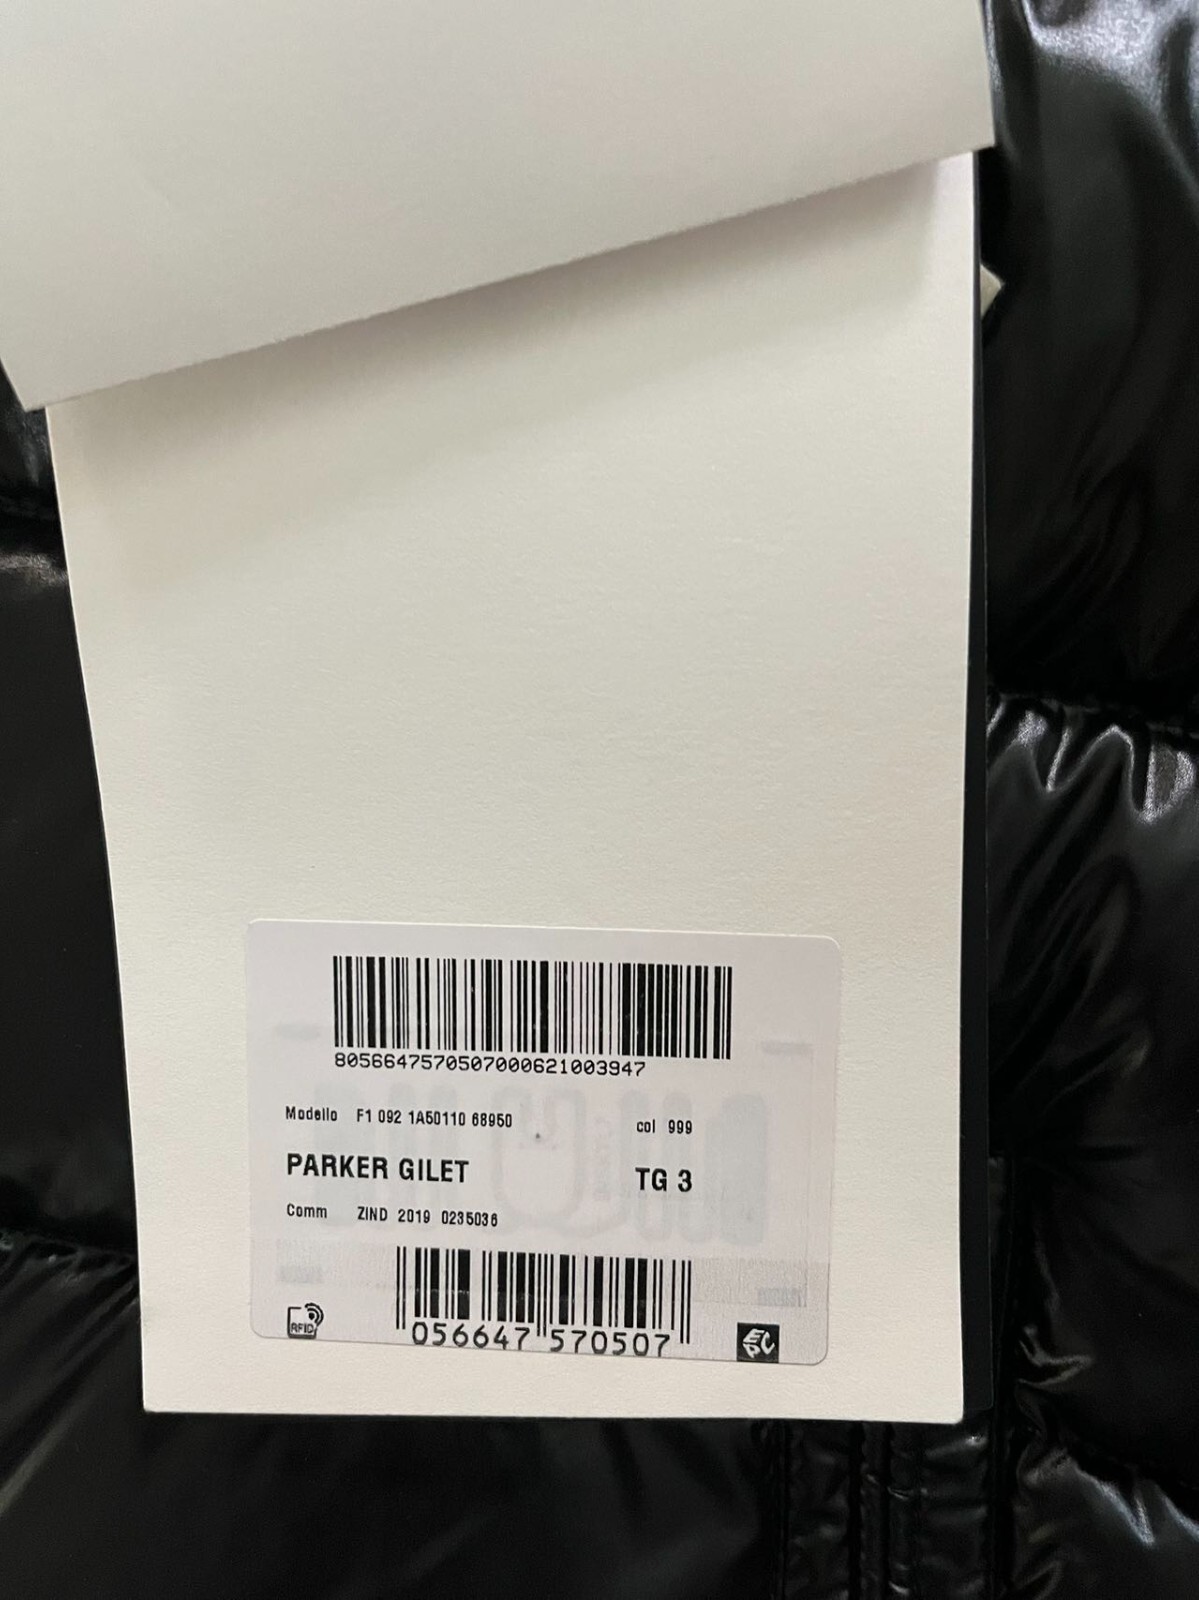 8056647570507000621003947
Modello F1 092 1A50110 68950
col 999
PARKER GILET
TG 3
Comm ZIND 2019 0235036
RFID
056647 570507
EPC